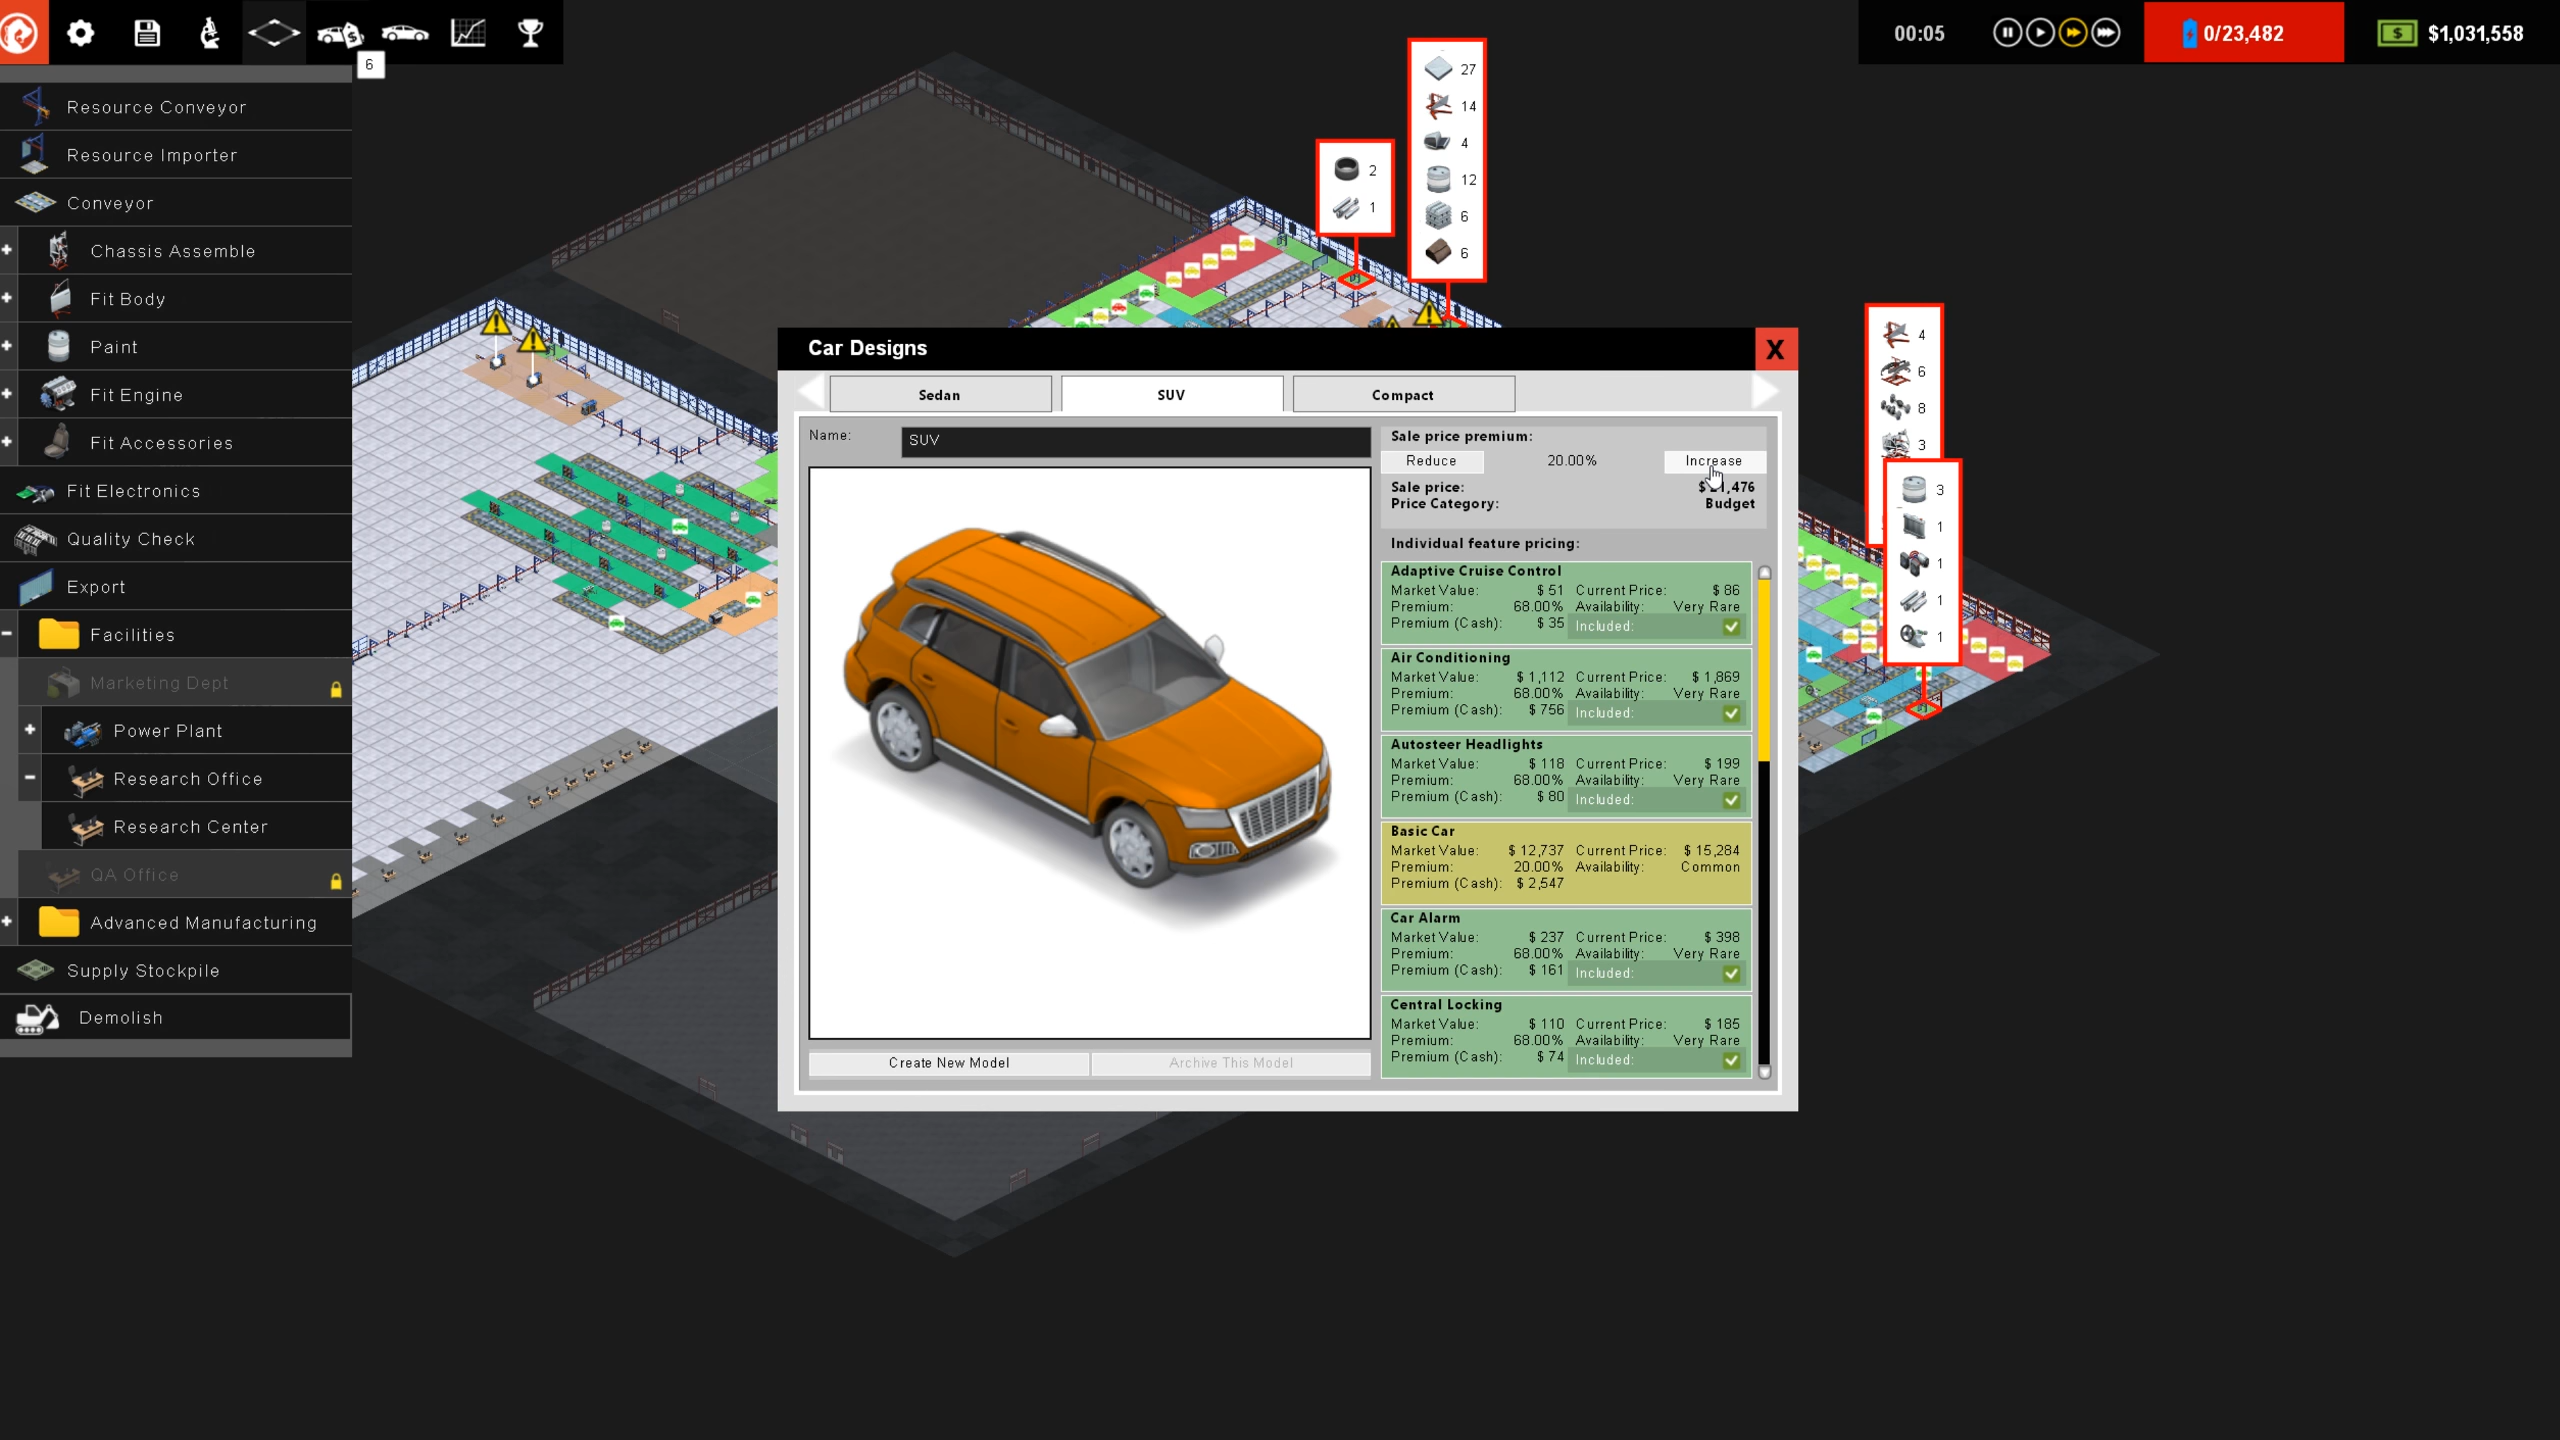 6
00:05
0/23,482
$1,031,558
Resource Conveyor
Resource Importer
Conveyor
Chassis Assemble
Fit Body
Paint
Fit Engine
Fit Accessories
Fit Electronics
Quality Check
Export
Facilities
Marketing Dept
Power Plant
Research Office
Research Center
QA Office
Advanced Manufacturing
Supply Stockpile
Demolish
2
1
27
14
4
12
6
6
4
6
8
3
3
1
1
1
1
Car Designs
X
Sedan
SUV
Compact
Name:
SUV
Create New Model
Archive This Model
Sale price premium:
Reduce
20.00%
Increase
Sale price:
,476
Price Category:
Budget
Individual feature pricing:
Adaptive Cruise Control
Market Value: $ 51 Current Price: $ 86
Premium: 68.00% Availability: Very Rare
Premium (Cash): $ 35 Included:
Air Conditioning
Market Value: $ 1,112 Current Price: $ 1,869
Premium: 68.00% Availability: Very Rare
Premium (Cash): $ 756 Included:
Autosteer Headlights
Market Value: $ 118 Current Price: $ 199
Premium: 68.00% Availability: Very Rare
Premium (Cash): $ 80 Included:
Basic Car
Market Value: $ 12,737 Current Price: $ 15,284
Premium: 20.00% Availability: Common
Premium (Cash): $ 2,547
Car Alarm
Market Value: $ 237 Current Price: $ 398
Premium: 68.00% Availability: Very Rare
Premium (Cash): $ 161 Included:
Central Locking
Market Value: $ 110 Current Price: $ 185
Premium: 68.00% Availability: Very Rare
Premium (Cash): $ 74 Included: